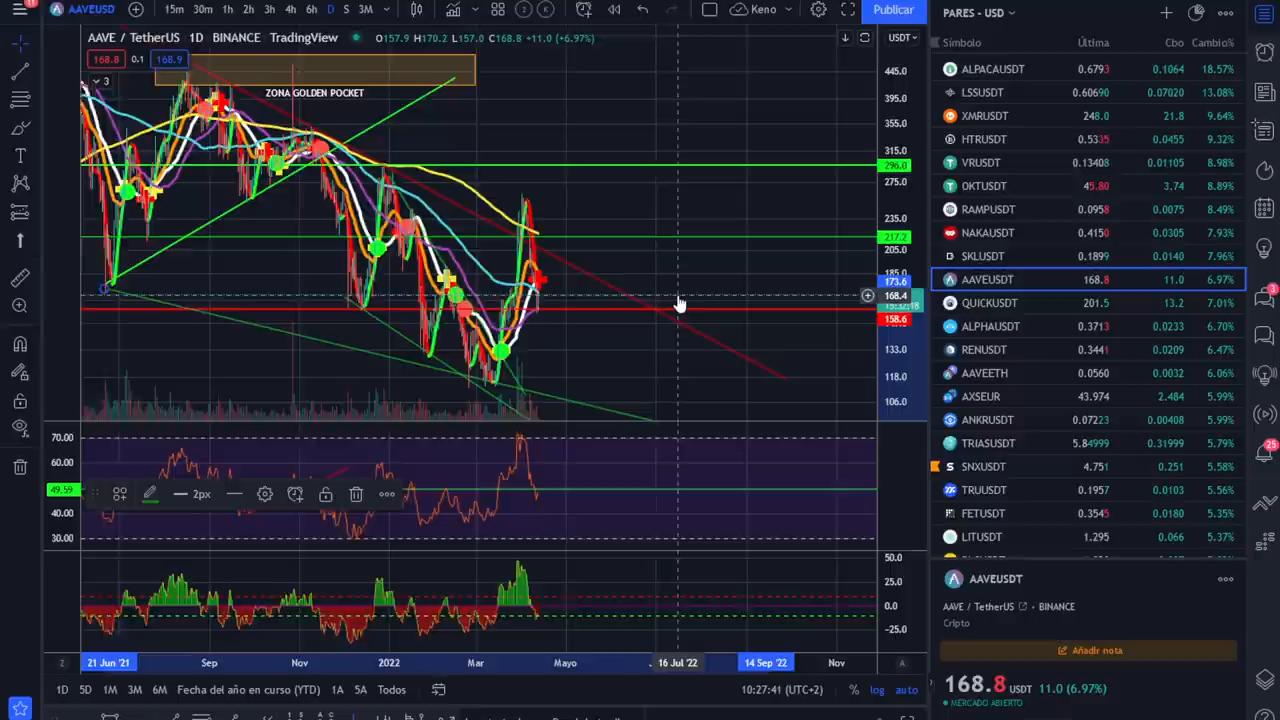 11
AAVEUSD
15m 30m 1h 2h 3h 4h 6h D S 3M
2
K
Keno
Publicar
PARES - USD
AAVE / TetherUS 1D BINANCE TradingView
O157.9 H170.2 L157.0 C168.8 +11.0 (+6.97%)
USDT
168.8 0.1 168.9
3
ZONA GOLDEN POCKET
445.0
395.0
355.0
315.0
296.0
275.0
235.0
217.2
205.0
185.0
173.6
168.4
15:32:18
158.6
133.0
118.0
106.0
70.00
60.00
49.59
40.00
30.00
2px
50.0
25.0
0.0
-25.0
Z
21 Jun '21 Sep Nov 2022 Mar Mayo 16 Jul '22 14 Sep '22 Nov
A
1D 5D 1M 3M 6M Fecha del año en curso (YTD) 1A 5A Todos
10:27:41 (UTC+2) % log auto
Símbolo Última Cbo Cambio%
ALPACAUSDT 0.6793 0.1064 18.57%
LSSUSDT 0.60690 0.07020 13.08%
XMRUSDT 248.0 21.8 9.64%
HTRUSDT 0.5335 0.0455 9.32%
VRUSDT 0.13408 0.01105 8.98%
OKTUSDT 45.80 3.74 8.89%
RAMPUSDT 0.0958 0.0075 8.49%
NAKAUSDT 0.4150 0.0305 7.93%
SKLUSDT 0.1899 0.0140 7.96%
AAVEUSDT 168.8 11.0 6.97%
QUICKUSDT 201.5 13.2 7.01%
ALPHAUSDT 0.3713 0.0233 6.70%
RENUSDT 0.3441 0.0209 6.47%
AAVEETH 0.0560 0.0032 6.06%
AXSEUR 43.974 2.484 5.99%
ANKRUSDT 0.07223 0.00408 5.99%
TRIASUSDT 5.84999 0.31999 5.79%
SNXUSDT 4.751 0.251 5.58%
TRUUSDT 0.1957 0.0103 5.56%
FETUSDT 0.3545 0.0180 5.35%
LITUSDT 1.295 0.066 5.37%
AAVEUSDT
AAVE / TetherUS • BINANCE
Cripto
Añadir nota
168.8 USDT 11.0 (6.97%)
MERCADO ABIERTO
3
25